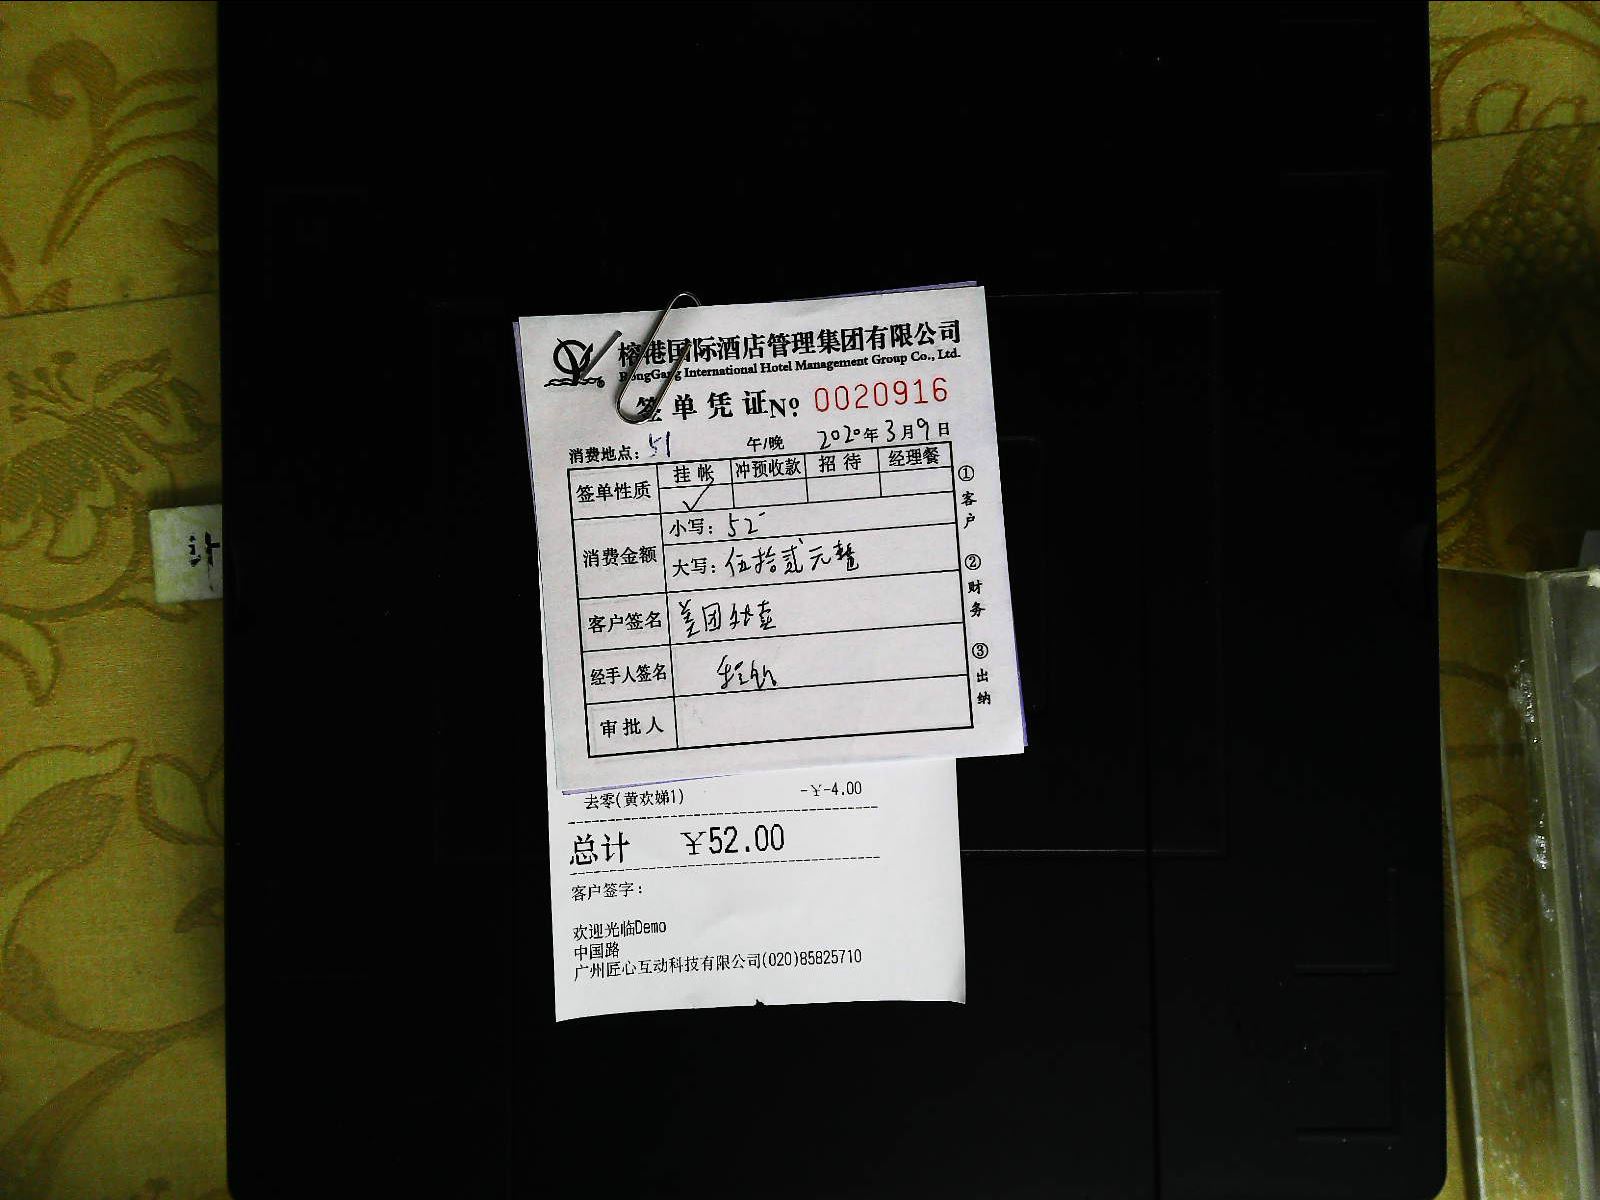 榕港国际酒店管理集团有限公司
RongGang International Hotel Management Group Co., Ltd.
签单凭证 No: 0020916
消费地点: 51 午/晚 2020年3月9日
签单性质 挂帐 冲预收款 招待 经理餐
✓
消费金额 小写: 52-
大写: 伍拾贰元整
客户签名 美团外卖
经手人签名
审批人
①客户 ②财务 ③出纳
去零(黄欢娣1) -¥-4.00
总计 ¥52.00
客户签字:
欢迎光临Demo
中国路
广州匠心互动科技有限公司(020)85825710
计